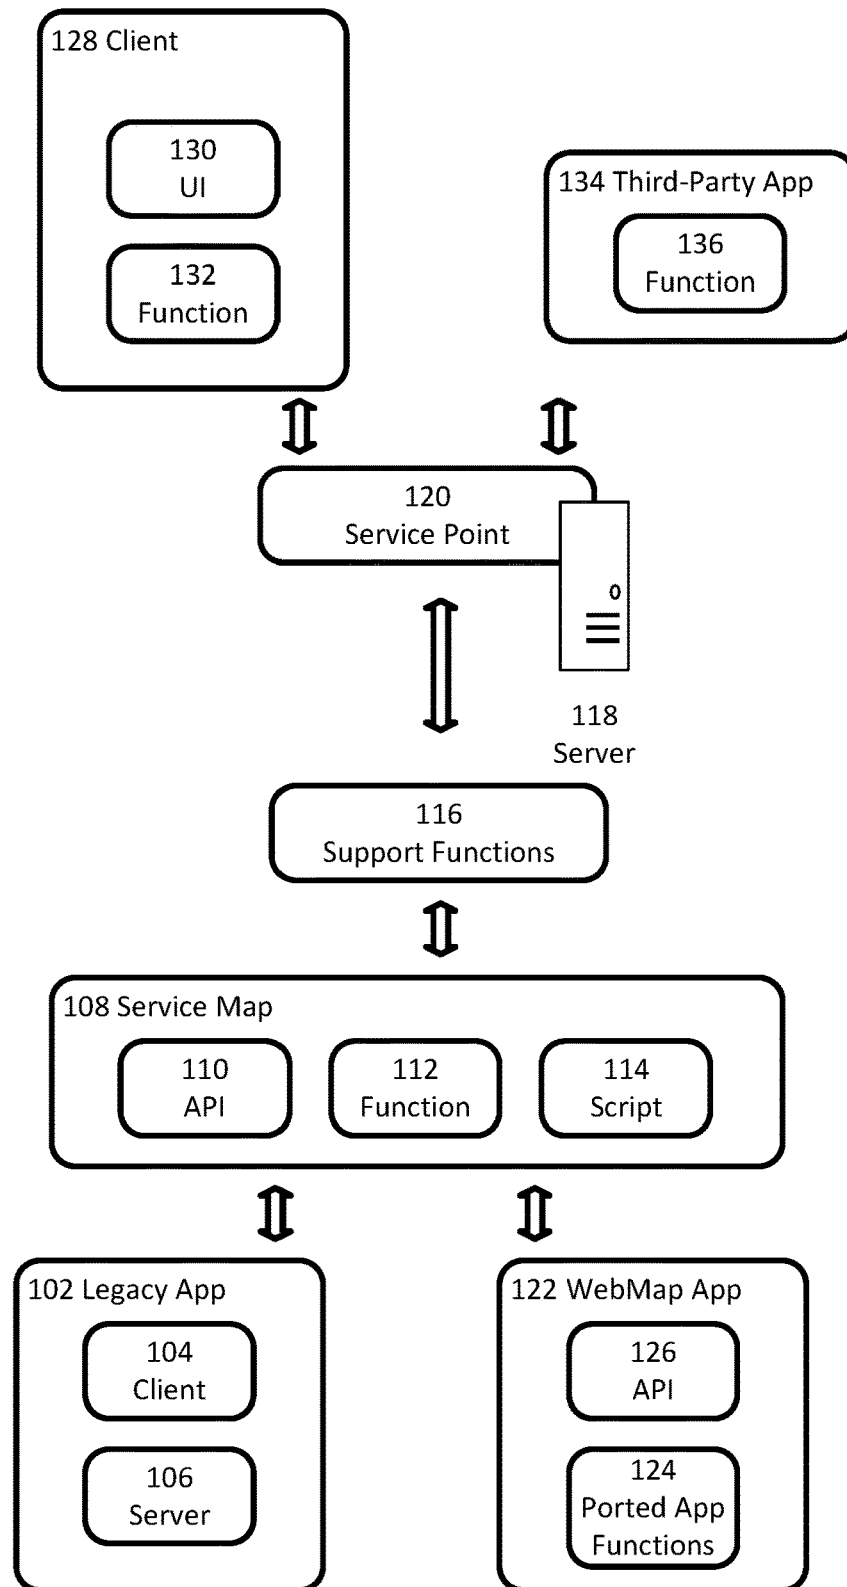 128 Client
130
UI
132
Function
134 Third-Party App
136
Function
120
Service Point
118
Server
116
Support Functions
108 Service Map
110
API
112
Function
114
Script
102 Legacy App
104
Client
106
Server
122 WebMap App
126
API
124
Ported App
Functions